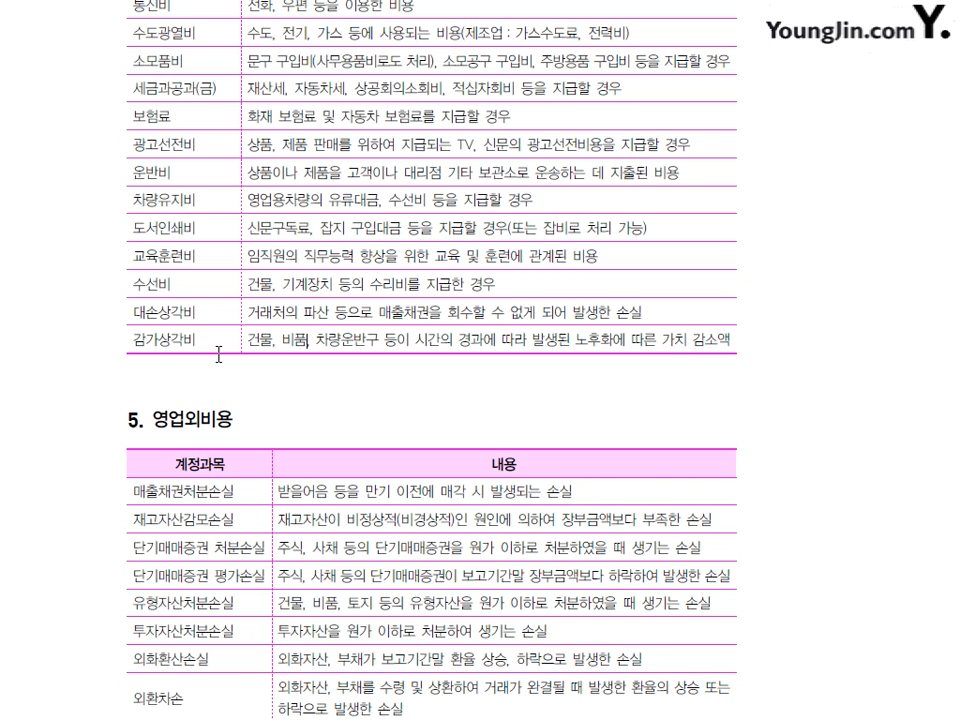 통신비 전화, 우편 등을 이용한 비용
YoungJin.com Y.
수도광열비 수도, 전기, 가스 등에 사용되는 비용(제조업 : 가스수도료, 전력비)
소모품비 문구 구입비(사무용품비로도 처리), 소모공구 구입비, 주방용품 구입비 등을 지급할 경우
세금과공과(금) 재산세, 자동차세, 상공회의소회비, 적십자회비 등을 지급할 경우
보험료 화재 보험료 및 자동차 보험료를 지급할 경우
광고선전비 상품, 제품 판매를 위하여 지급되는 TV, 신문의 광고선전비용을 지급할 경우
운반비 상품이나 제품을 고객이나 대리점 기타 보관소로 운송하는 데 지출된 비용
차량유지비 영업용차량의 유류대금, 수선비 등을 지급할 경우
도서인쇄비 신문구독료, 잡지 구입대금 등을 지급할 경우(또는 잡비로 처리 가능)
교육훈련비 임직원의 직무능력 향상을 위한 교육 및 훈련에 관계된 비용
수선비 건물, 기계장치 등의 수리비를 지급한 경우
대손상각비 거래처의 파산 등으로 매출채권을 회수할 수 없게 되어 발생한 손실
감가상각비 건물, 비품, 차량운반구 등이 시간의 경과에 따라 발생된 노후화에 따른 가치 감소액
5. 영업외비용
계정과목 내용
매출채권처분손실 받을어음 등을 만기 이전에 매각 시 발생되는 손실
재고자산감모손실 재고자산이 비정상적(비경상적)인 원인에 의하여 장부금액보다 부족한 손실
단기매매증권 처분손실 주식, 사채 등의 단기매매증권을 원가 이하로 처분하였을 때 생기는 손실
단기매매증권 평가손실 주식, 사채 등의 단기매매증권이 보고기간말 장부금액보다 하락하여 발생한 손실
유형자산처분손실 건물, 비품, 토지 등의 유형자산을 원가 이하로 처분하였을 때 생기는 손실
투자자산처분손실 투자자산을 원가 이하로 처분하여 생기는 손실
외화환산손실 외화자산, 부채가 보고기간말 환율 상승, 하락으로 발생한 손실
외환차손 외화자산, 부채를 수령 및 상환하여 거래가 완결될 때 발생한 환율의 상승 또는
하락으로 발생한 손실